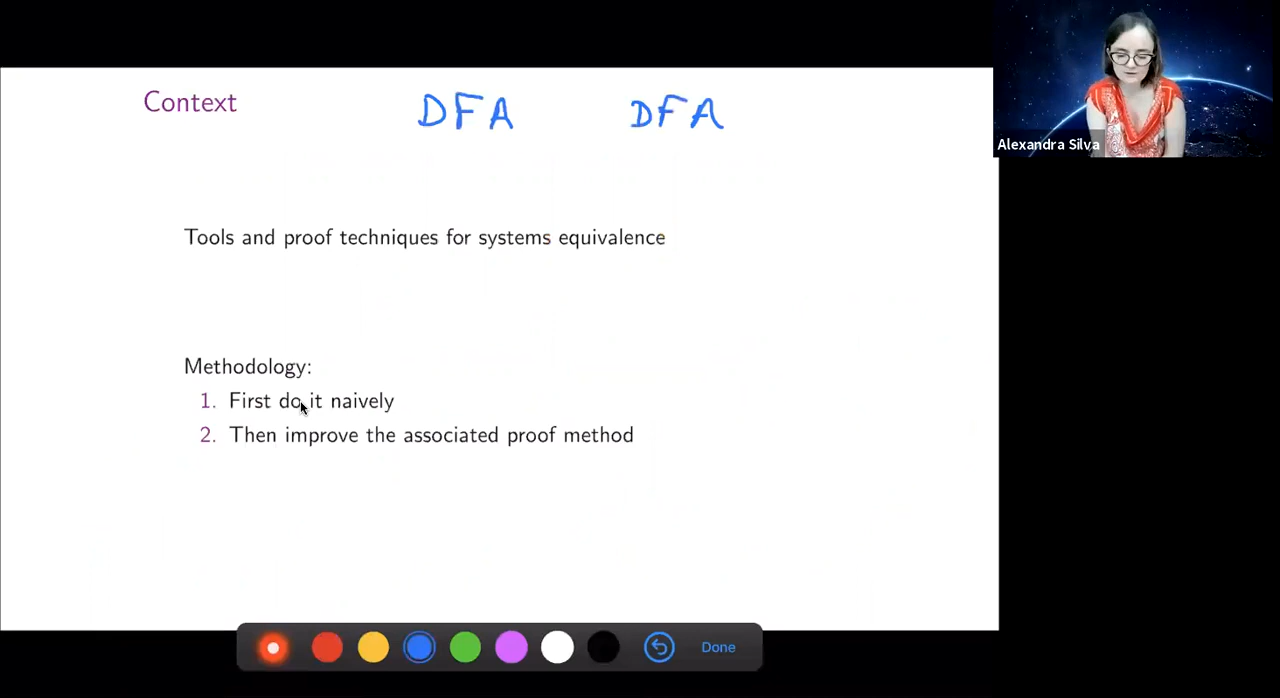 Context DFA DFA
Alexandra Silva
Tools and proof techniques for systems equivalence
Methodology:
1. First do it naively
2. Then improve the associated proof method
Done